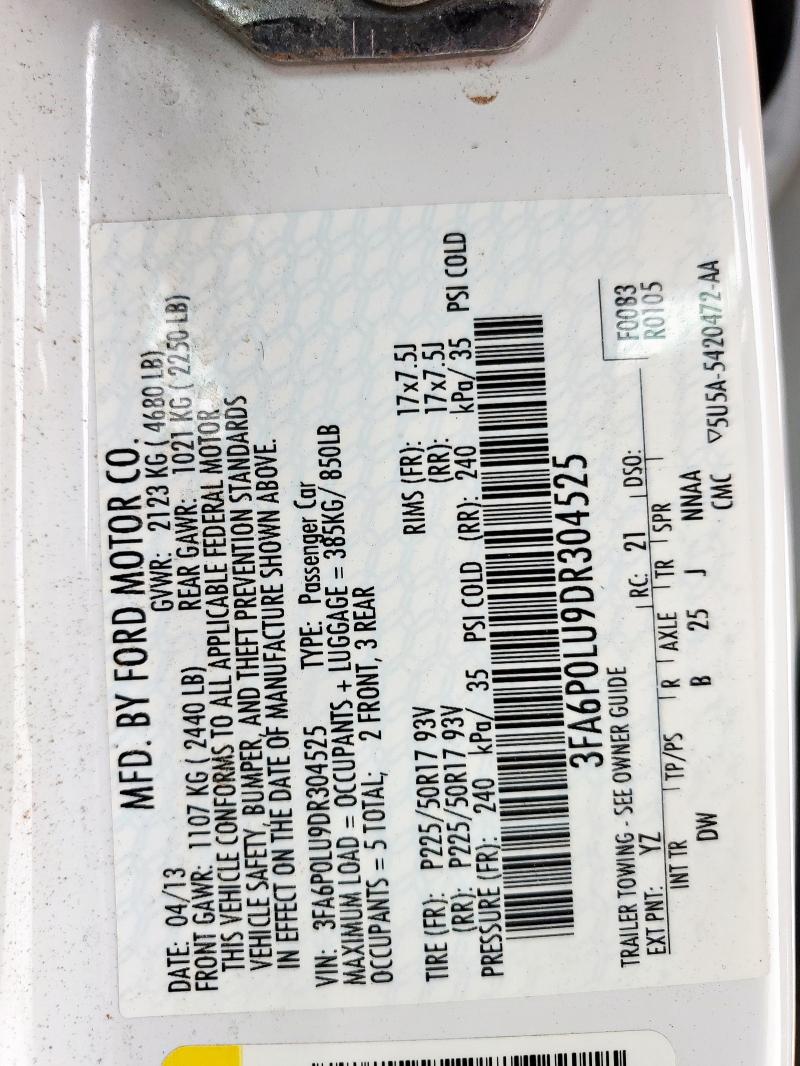 MFD. BY FORD MOTOR CO.
DATE: 04/13 GVWR: 2123 KG ( 4680 LB)
FRONT GAWR: 1107 KG ( 2440 LB) REAR GAWR: 1021 KG ( 2250 LB)
THIS VEHICLE CONFORMS TO ALL APPLICABLE FEDERAL MOTOR
VEHICLE SAFETY, BUMPER, AND THEFT PREVENTION STANDARDS
IN EFFECT ON THE DATE OF MANUFACTURE SHOWN ABOVE.
VIN: 3FA6P0LU9DR304525 TYPE: Passenger Car
MAXIMUM LOAD = OCCUPANTS + LUGGAGE = 385KG/ 850LB
OCCUPANTS = 5 TOTAL; 2 FRONT, 3 REAR
TIRE (FR): P225/50R17 93V RIMS (FR): 17x7.5J
(RR): P225/50R17 93V (RR): 17x7.5J
PRESSURE (FR): 240 kPa/ 35 PSI COLD (RR): 240 kPa/ 35 PSI COLD
3FA6P0LU9DR304525
TRAILER TOWING - SEE OWNER GUIDE F0083
R0105
EXT PNT: YZ RC: 21 DSO:
INT TR TP/PS R AXLE TR SPR
DW B 25 J NNAA
CMC ▽5U5A-5420472-AA